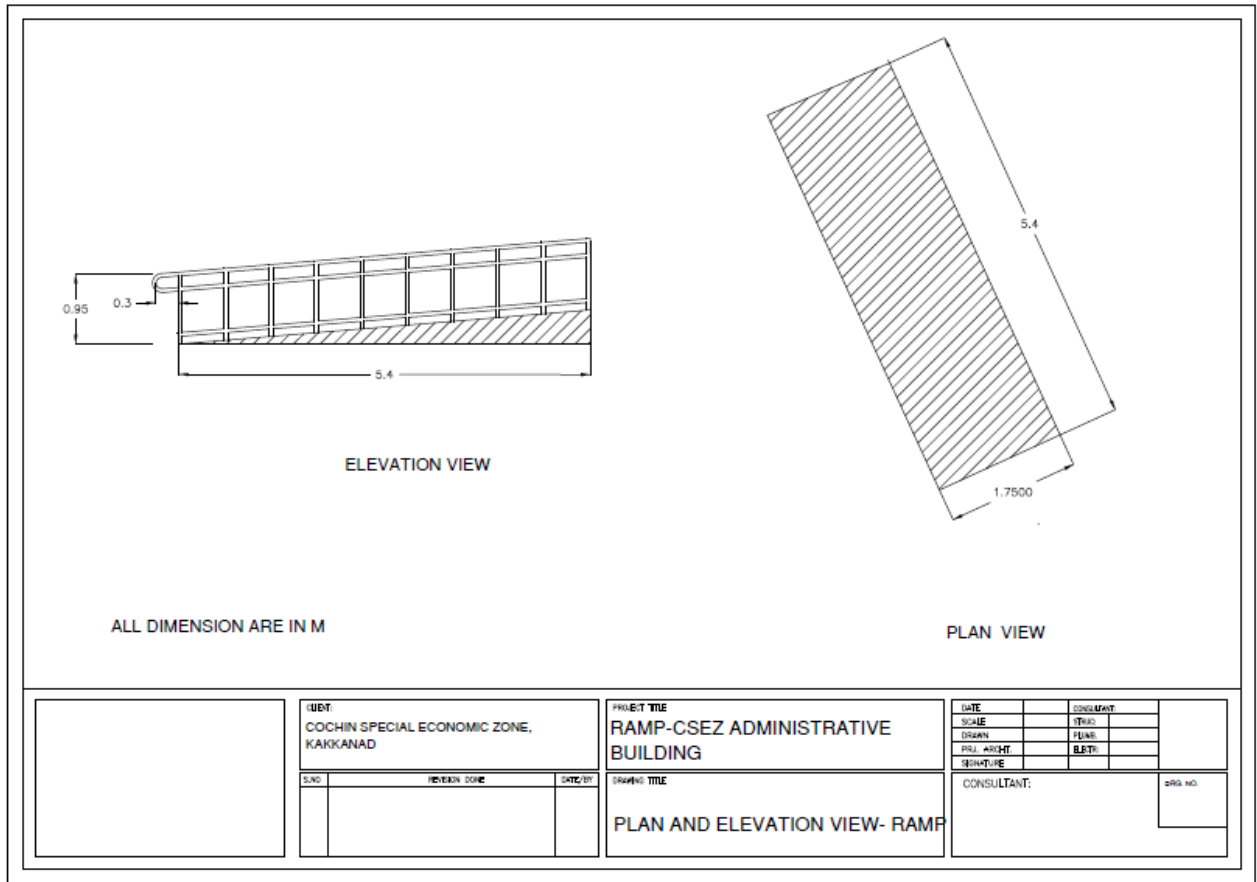 5.4
0.95
0.3
5.4
ELEVATION VIEW
1.7500
ALL DIMENSION ARE IN M
PLAN VIEW
CLIENT:
COCHIN SPECIAL ECONOMIC ZONE,
KAKKANAD
S.NO
REVISION DONE
DATE/BY
PROJECT TITLE
RAMP-CSEZ ADMINISTRATIVE
BUILDING
DRAWING TITLE
PLAN AND ELEVATION VIEW- RAMP
DATE
CONSULTANT:
SCALE
STRUC:
DRAWN
PLUMB.
PRJ. ARCHT.
ELECTR:
SIGNATURE
CONSULTANT:
DRG. NO.